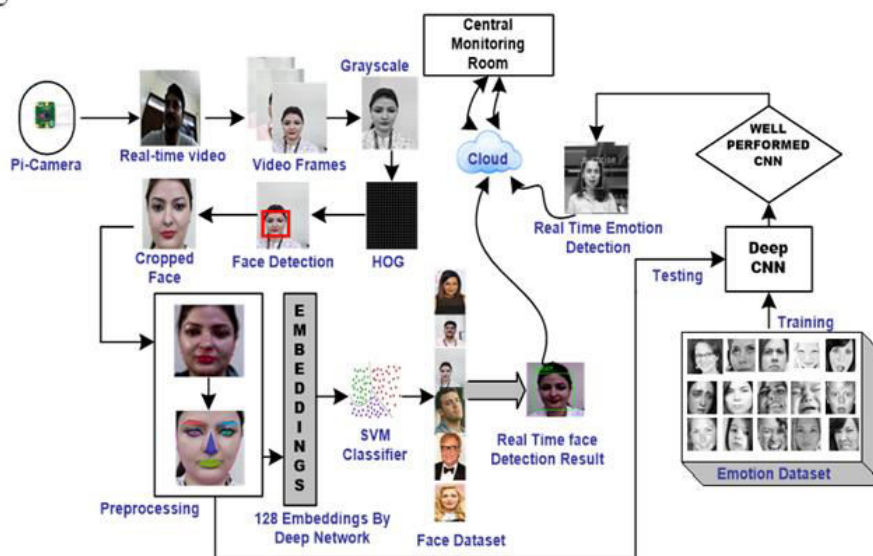 Central
Monitoring
Room
Grayscale
Pi-Camera
Real-time video
Video Frames
Cloud
WELL
PERFORMED
CNN
Real Time Emotion
Detection
Cropped
Face
Face Detection
HOG
Testing
Deep
CNN
Training
EMBEDDINGS
SVM
Classifier
Real Time face
Detection Result
Preprocessing
128 Embeddings By
Deep Network
Face Dataset
Emotion Dataset